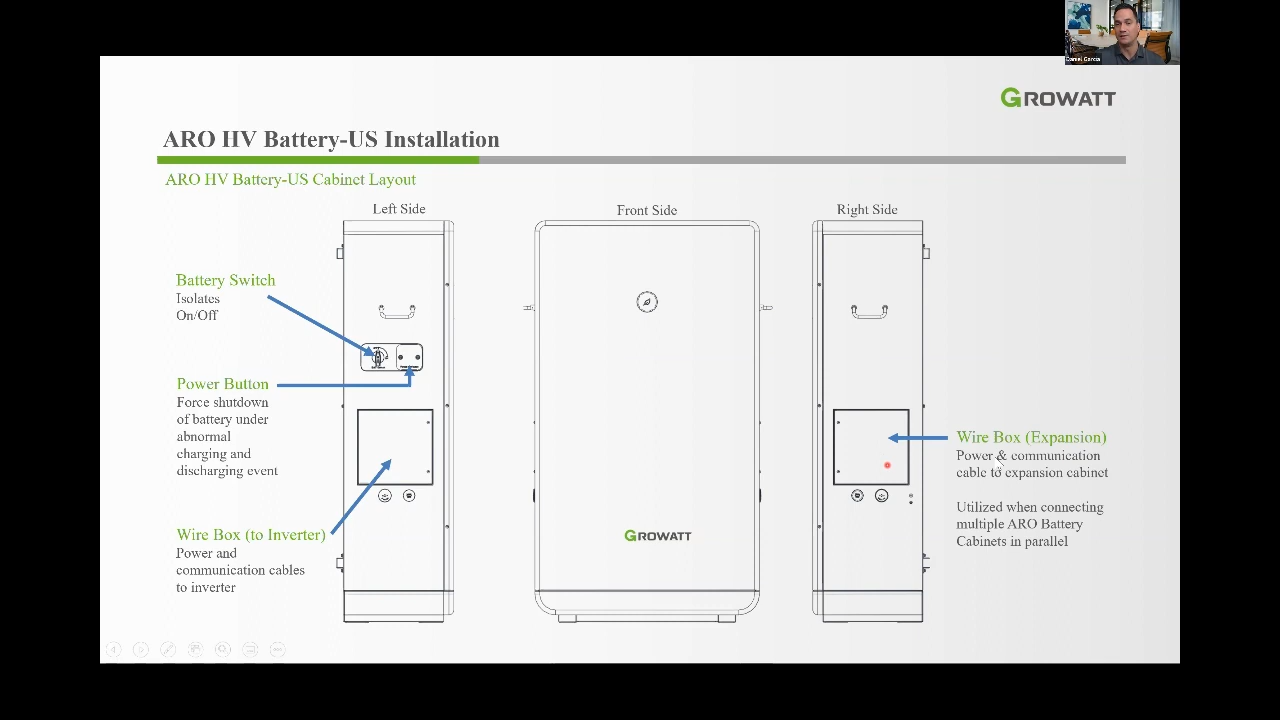 Daniel Garcia
GROWATT
ARO HV Battery-US Installation
ARO HV Battery-US Cabinet Layout
Left Side
Front Side
Right Side
Battery Switch
Isolates
On/Off
Power Button
Force shutdown
of battery under
abnormal
charging and
discharging event
Wire Box (to Inverter)
Power and
communication cables
to inverter
GROWATT
Wire Box (Expansion)
Power & communication
cable to expansion cabinet
Utilized when connecting
multiple ARO Battery
Cabinets in parallel